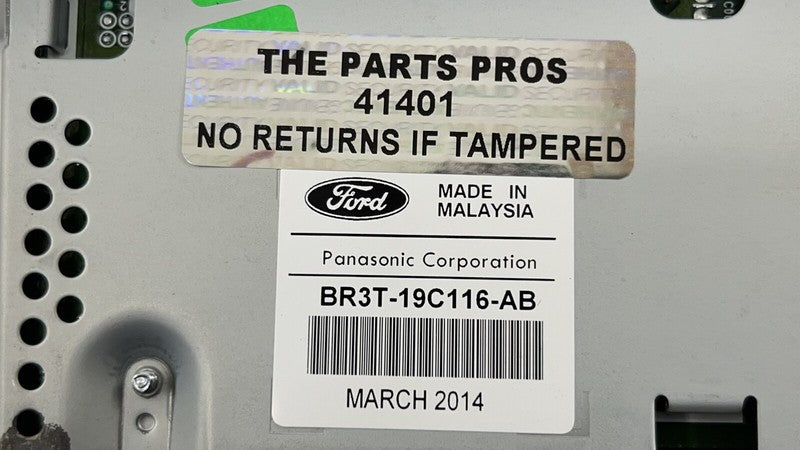 THE PARTS PROS
41401
NO RETURNS IF TAMPERED
Ford
MADE IN
MALAYSIA
Panasonic Corporation
BR3T-19C116-AB
MARCH 2014